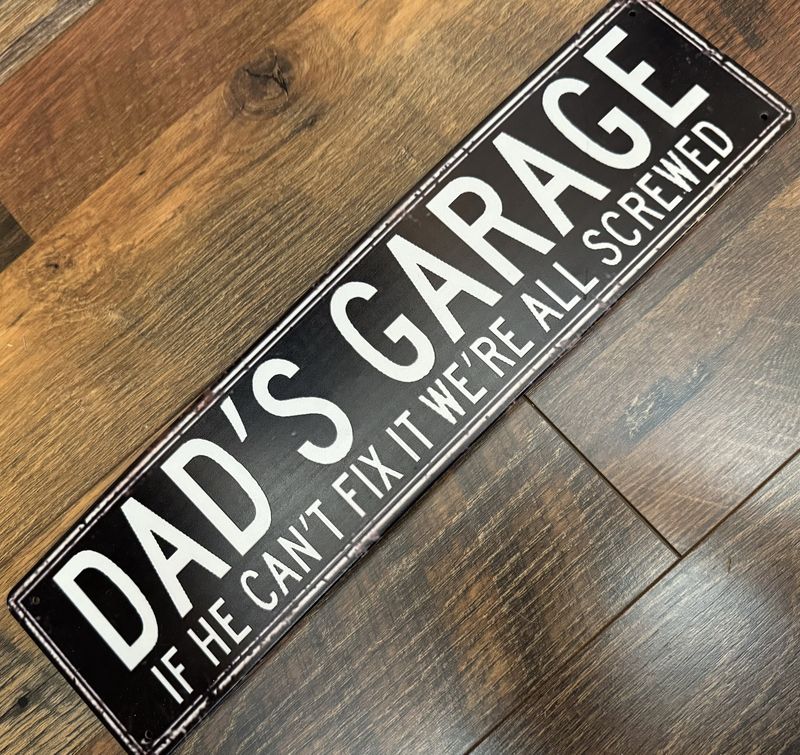 DAD'S GARAGE
IF HE CAN'T FIX IT WE'RE ALL SCREWED